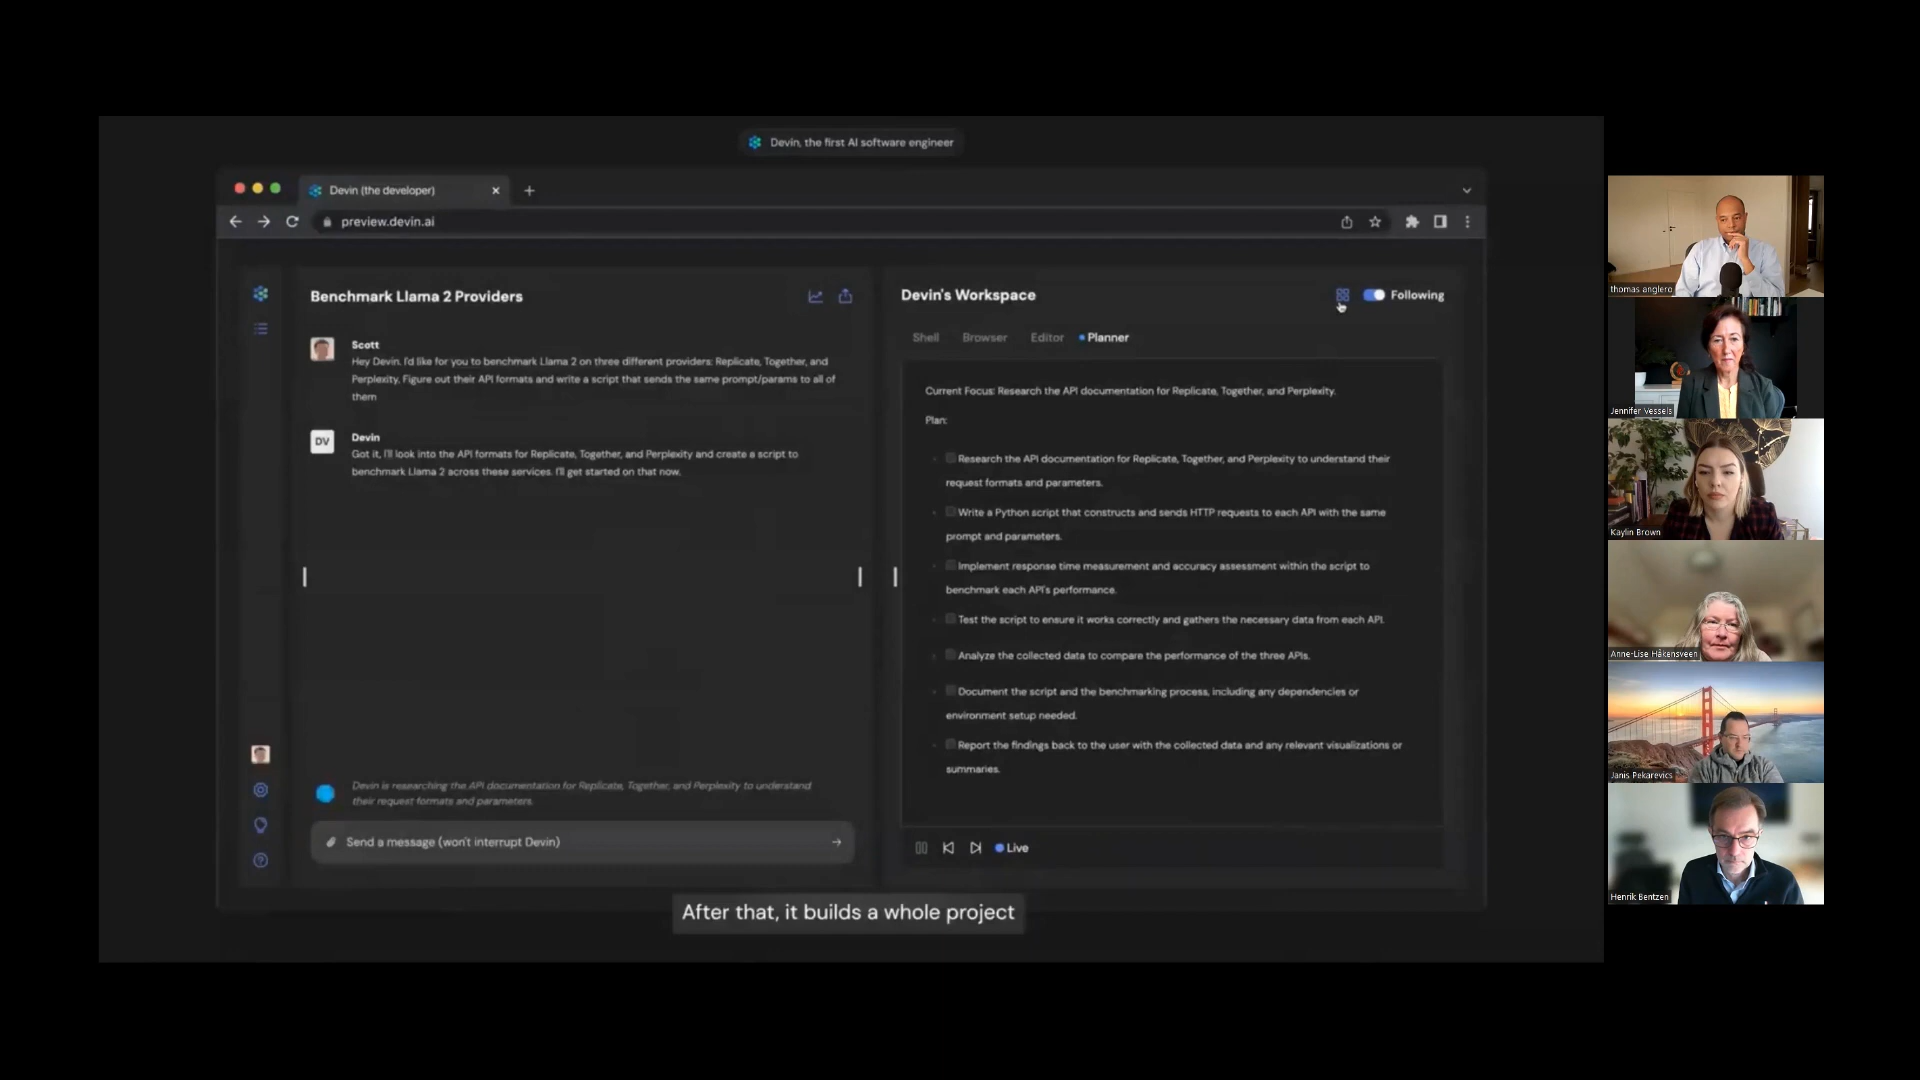 Devin, the first AI software engineer
Devin (the developer)
preview.devin.ai
Benchmark Llama 2 Providers
Scott
Hey Devin. I'd like for you to benchmark Llama 2 on three different providers: Replicate, Together, and
Perplexity. Figure out their API formats and write a script that sends the same prompt/params to all of
them
DV
Devin
Got it, I'll look into the API formats for Replicate, Together, and Perplexity and create a script to
benchmark Llama 2 across these services. I'll get started on that now.
Devin is researching the API documentation for Replicate, Together, and Perplexity to understand
their request formats and parameters.
Send a message (won't interrupt Devin)
Devin's Workspace
Following
Shell
Browser
Editor
Planner
Current Focus: Research the API documentation for Replicate, Together, and Perplexity.
Plan:
Research the API documentation for Replicate, Together, and Perplexity to understand their
request formats and parameters.
Write a Python script that constructs and sends HTTP requests to each API with the same
prompt and parameters.
Implement response time measurement and accuracy assessment within the script to
benchmark each API's performance.
Test the script to ensure it works correctly and gathers the necessary data from each API.
Analyze the collected data to compare the performance of the three APIs.
Document the script and the benchmarking process, including any dependencies or
environment setup needed.
Report the findings back to the user with the collected data and any relevant visualizations or
summaries.
Live
After that, it builds a whole project
thomas anglero
Jennifer Vessels
Kaylin Brown
Anne-Lise Håkensveen
Janis Pekarevics
Henrik Bentzen